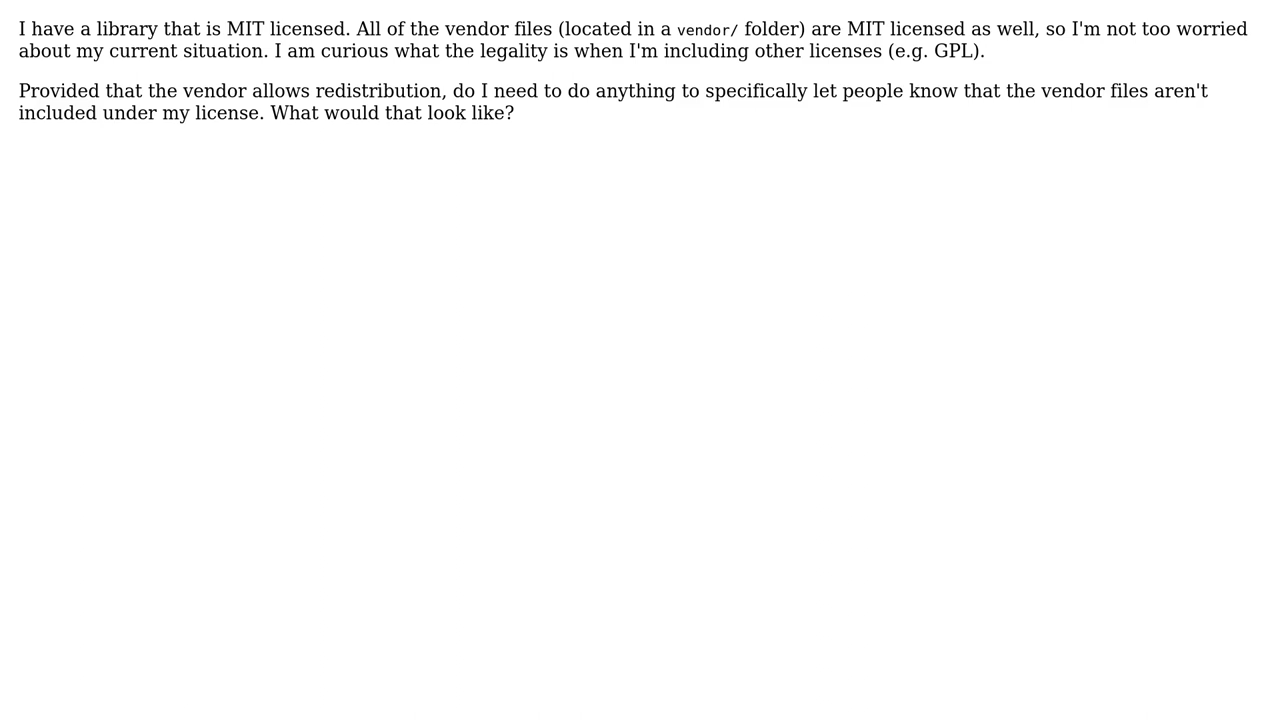 I have a library that is MIT licensed. All of the vendor files (located in a vendor/ folder) are MIT licensed as well, so I'm not too worried
about my current situation. I am curious what the legality is when I'm including other licenses (e.g. GPL).
Provided that the vendor allows redistribution, do I need to do anything to specifically let people know that the vendor files aren't
included under my license. What would that look like?